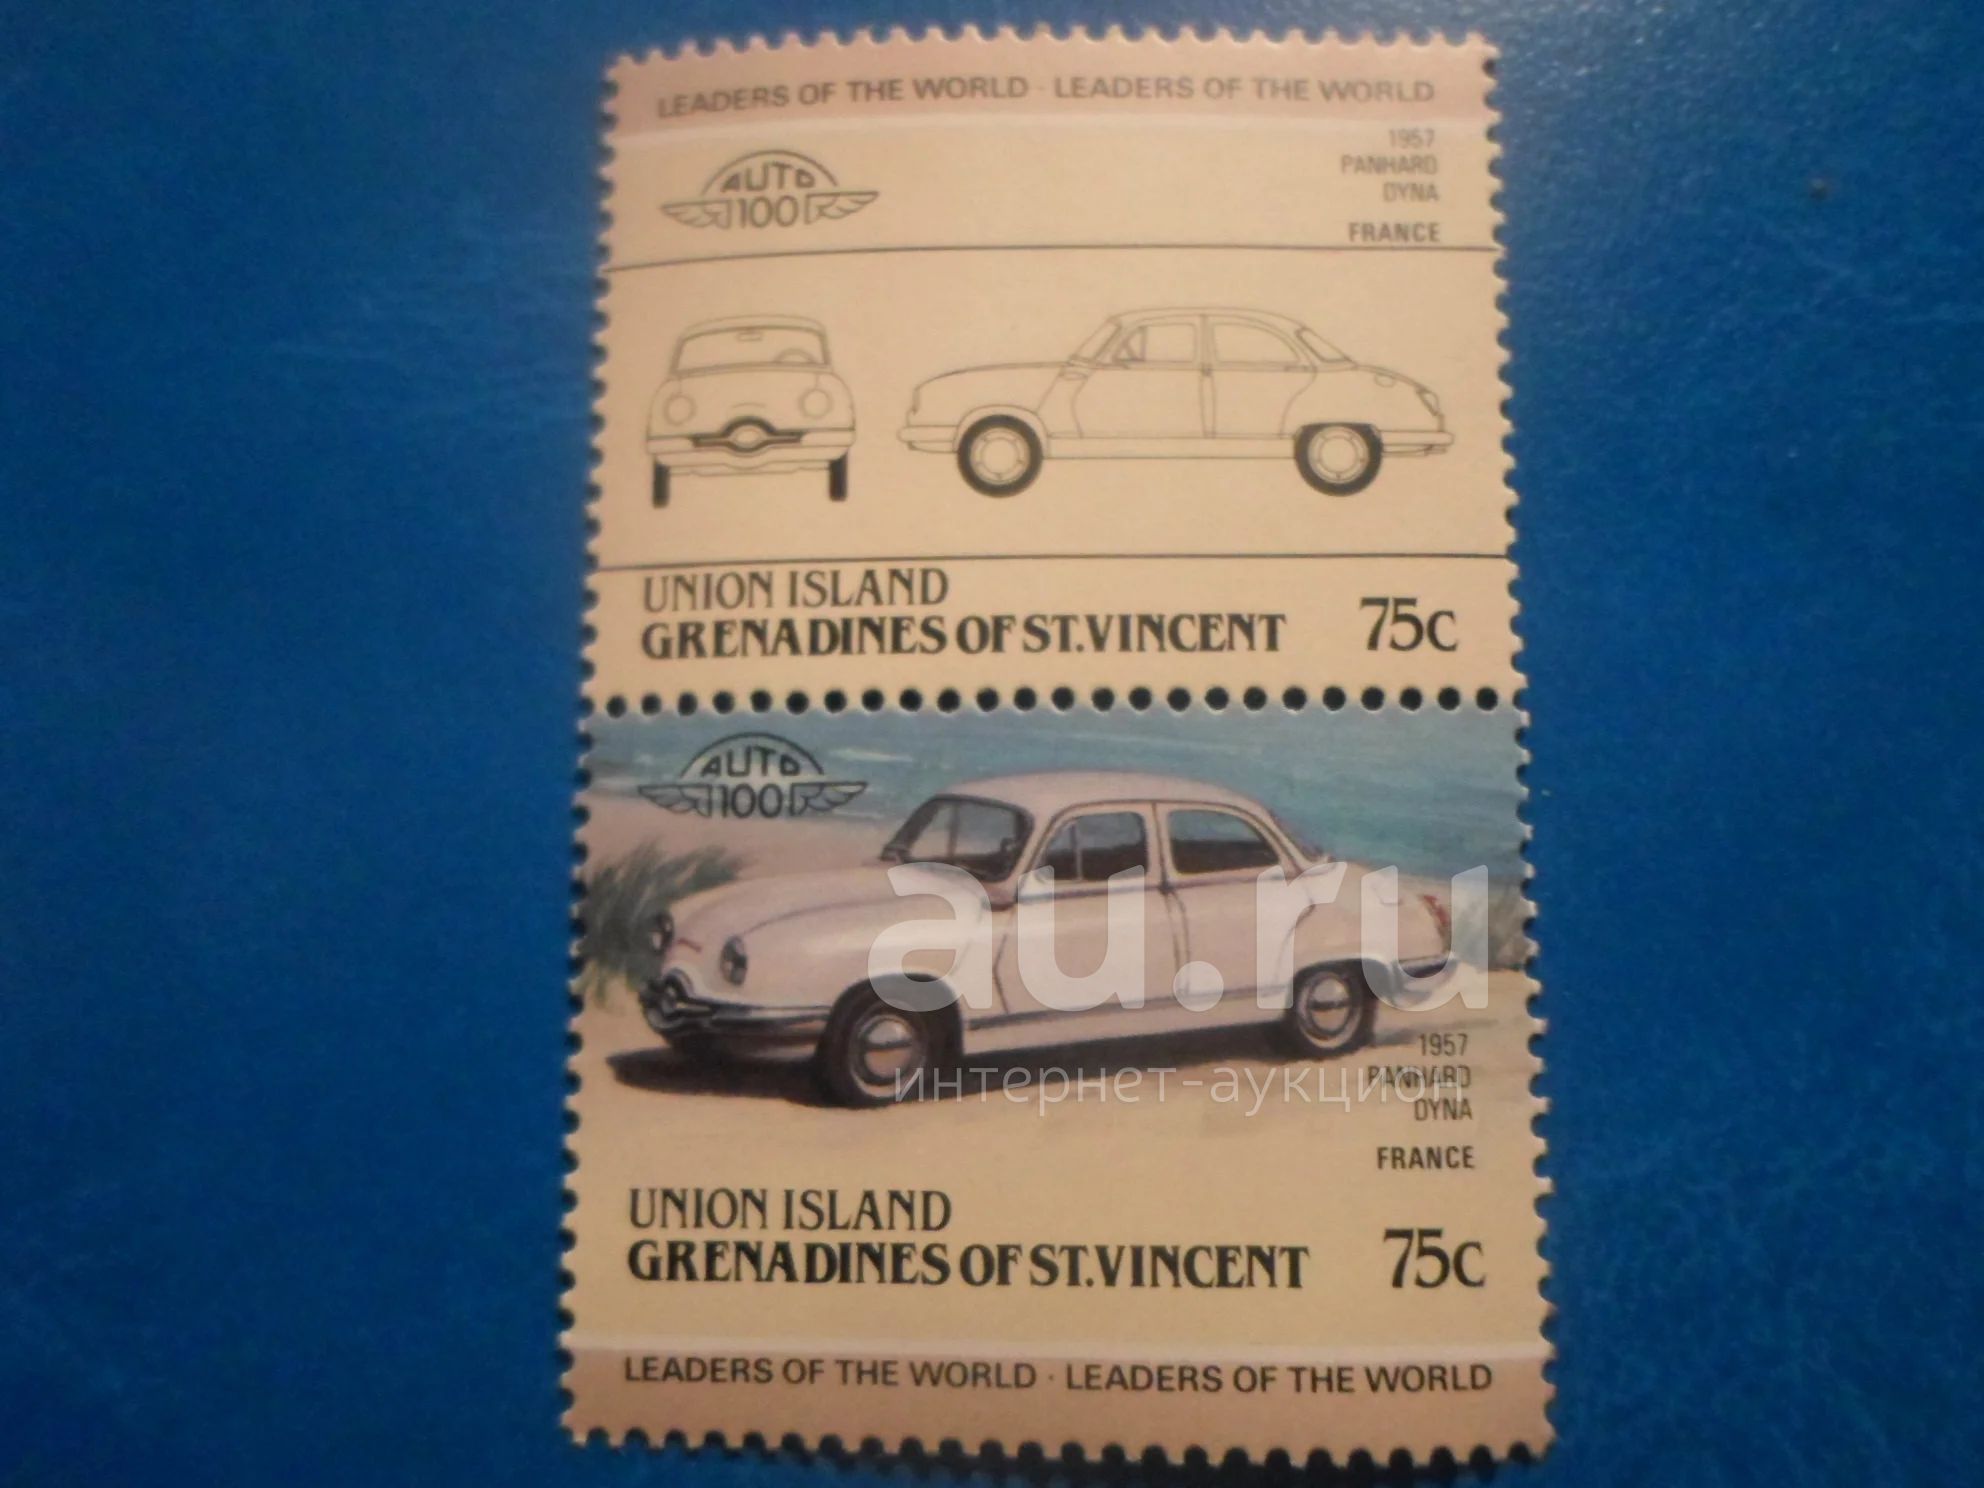 LEADERS OF THE WORLD · LEADERS OF THE WORLD
AUTO
100
1957
PANHARD
DYNA
FRANCE
UNION ISLAND
GRENADINES OF ST. VINCENT 75c
AUTO
100
au.ru
интернет-аукцион
1957
PANHARD
DYNA
FRANCE
UNION ISLAND
GRENADINES OF ST. VINCENT 75c
LEADERS OF THE WORLD · LEADERS OF THE WORLD